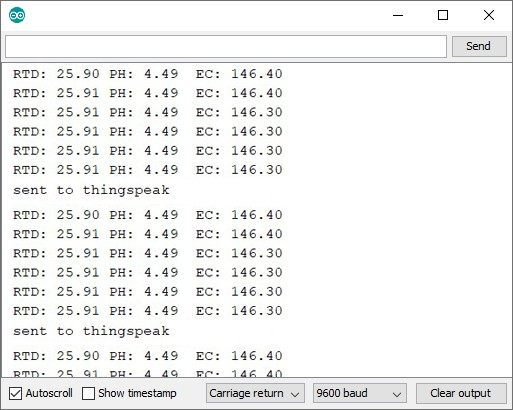 Send
RTD: 25.90 PH: 4.49 EC: 146.40
RTD: 25.91 PH: 4.49 EC: 146.40
RTD: 25.91 PH: 4.49 EC: 146.30
RTD: 25.91 PH: 4.49 EC: 146.30
RTD: 25.91 PH: 4.49 EC: 146.30
RTD: 25.91 PH: 4.49 EC: 146.30
sent to thingspeak
RTD: 25.90 PH: 4.49 EC: 146.40
RTD: 25.91 PH: 4.49 EC: 146.40
RTD: 25.91 PH: 4.49 EC: 146.30
RTD: 25.91 PH: 4.49 EC: 146.30
RTD: 25.91 PH: 4.49 EC: 146.30
RTD: 25.91 PH: 4.49 EC: 146.30
sent to thingspeak
RTD: 25.90 PH: 4.49 EC: 146.40
RTD: 25.91 PH: 4.49 EC: 146.40
Autoscroll Show timestamp Carriage return 9600 baud Clear output